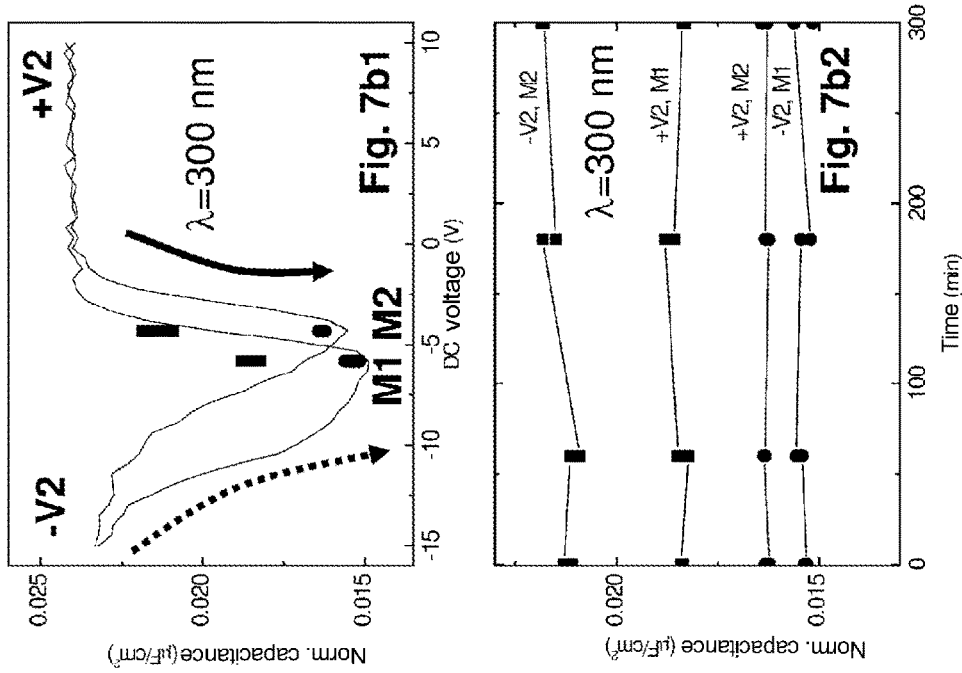 -V2
+V2
λ=300 nm
M1 M2
Fig. 7b1
0.025
0.020
0.015
Norm. capacitance (µF/cm²)
-15
-10
-5
0
5
10
DC voltage (V)
-V2, M2
λ=300 nm
+V2, M1
+V2, M2
-V2, M1
Fig. 7b2
0.020
0.015
Norm. capacitance (µF/cm²)
0
100
200
300
Time (min)